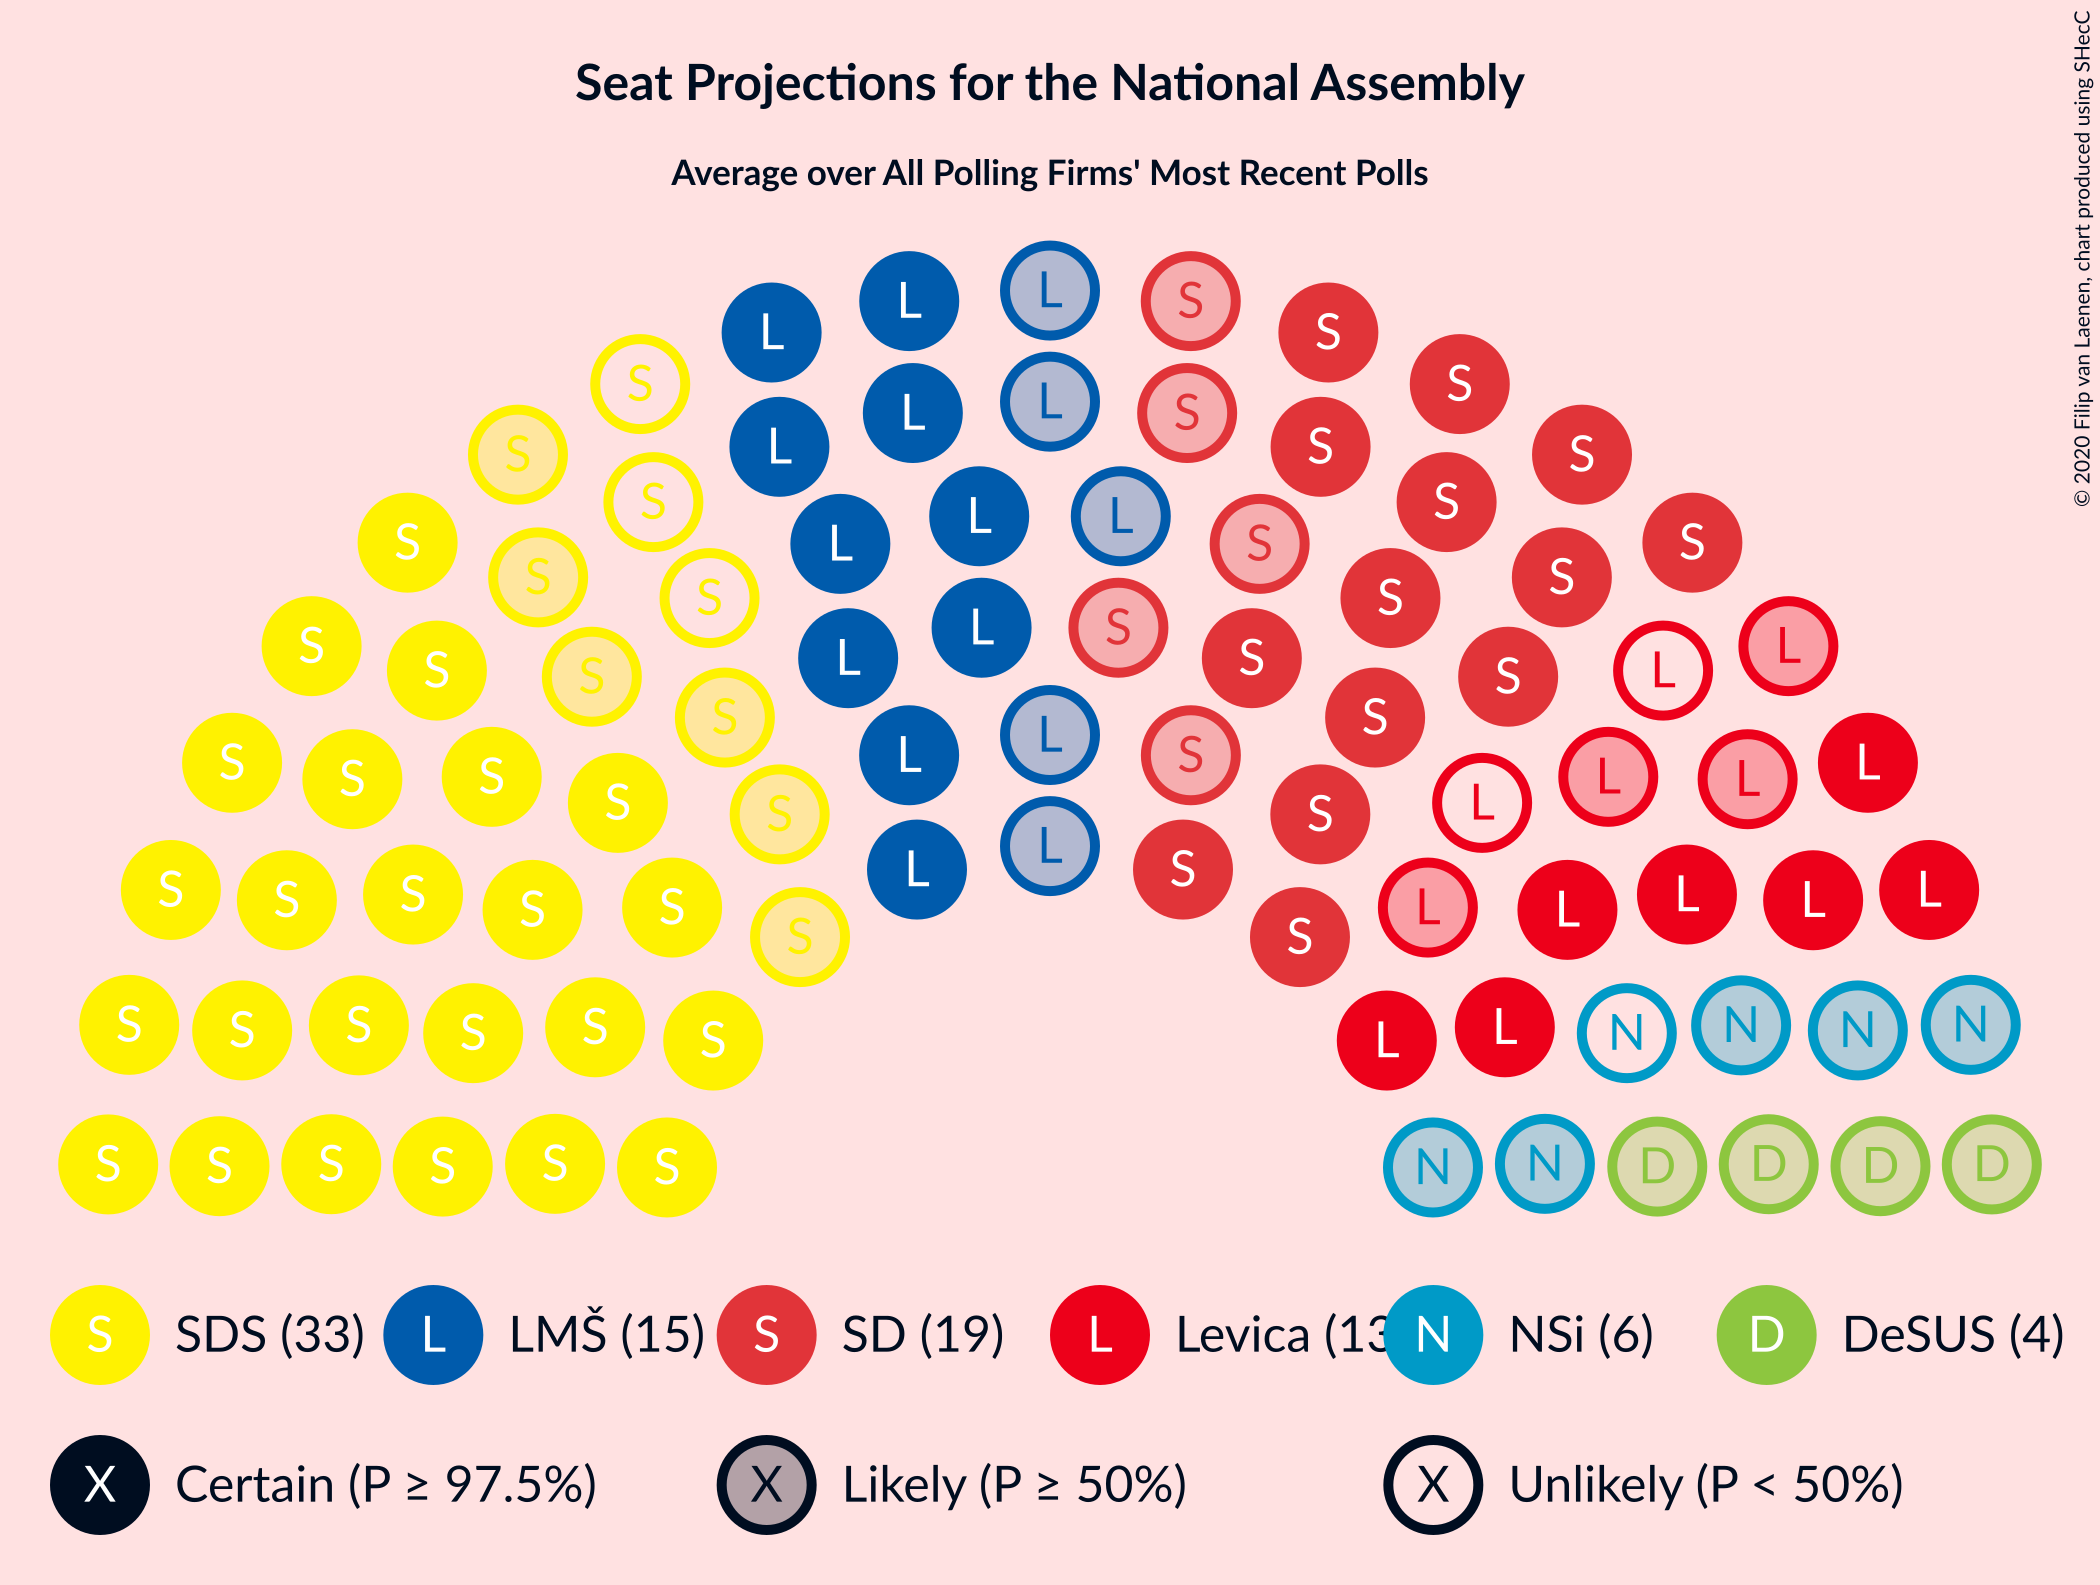 Seat Projections for the National Assembly
Average over All Polling Firms' Most Recent Polls
© 2020 Filip van Laenen, chart produced using SHecC
L L L S S
S L L L S S S
S S L L L S S S
S S S L L S S S S
S S S L S S S L L
S S S S S L L S S L L L L
S S S S S S L L S S L L L L L
S S S S S S L L N N N N
S S S S S S N N D D D D
S SDS (33) L LMŠ (15) S SD (19) L Levica (13 N NSi (6) D DeSUS (4)
X Certain (P ≥ 97.5%) X Likely (P ≥ 50%) X Unlikely (P < 50%)